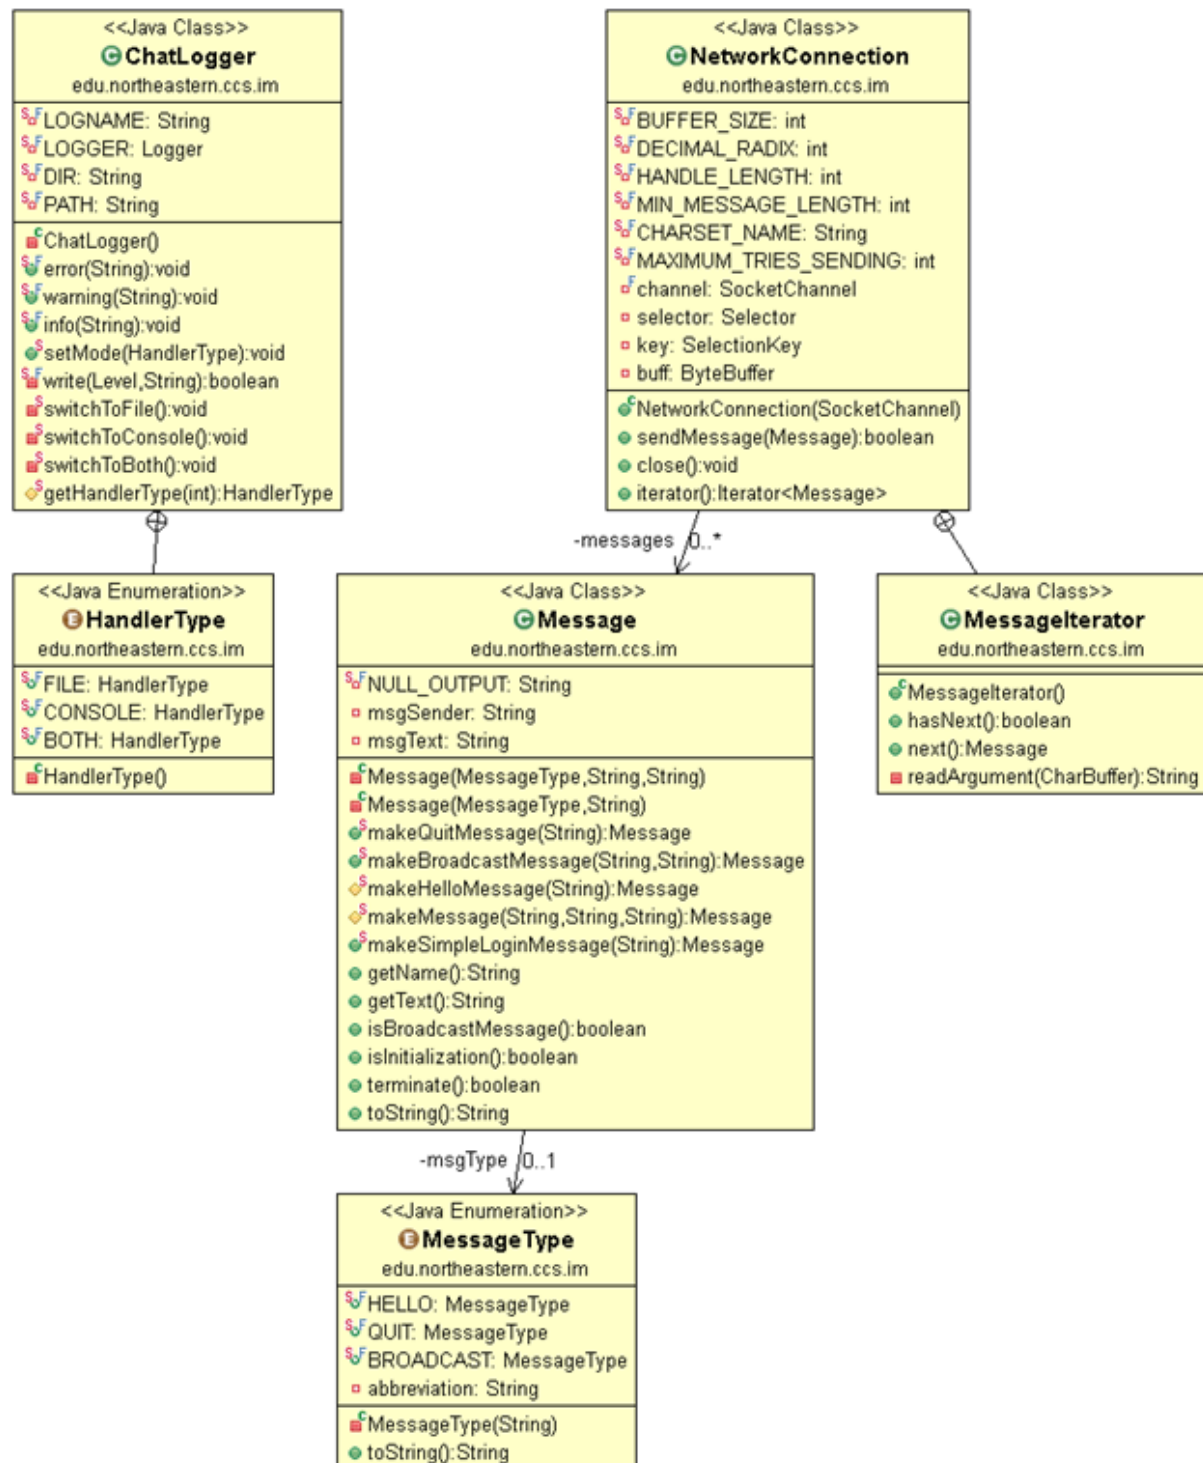 <<Java Class>>
ChatLogger
edu.northeastern.ccs.im
LOGNAME: String
LOGGER: Logger
DIR: String
PATH: String
ChatLogger()
error(String):void
warning(String):void
info(String):void
setMode(HandlerType):void
write(Level,String):boolean
switchToFile():void
switchToConsole():void
switchToBoth():void
getHandlerType(int):HandlerType
<<Java Class>>
NetworkConnection
edu.northeastern.ccs.im
BUFFER_SIZE: int
DECIMAL_RADIX: int
HANDLE_LENGTH: int
MIN_MESSAGE_LENGTH: int
CHARSET_NAME: String
MAXIMUM_TRIES_SENDING: int
channel: SocketChannel
selector: Selector
key: SelectionKey
buff: ByteBuffer
NetworkConnection(SocketChannel)
sendMessage(Message):boolean
close():void
iterator():Iterator<Message>
-messages 0..*
<<Java Enumeration>>
HandlerType
edu.northeastern.ccs.im
FILE: HandlerType
CONSOLE: HandlerType
BOTH: HandlerType
HandlerType()
<<Java Class>>
Message
edu.northeastern.ccs.im
NULL_OUTPUT: String
msgSender: String
msgText: String
Message(MessageType,String,String)
Message(MessageType,String)
makeQuitMessage(String):Message
makeBroadcastMessage(String,String):Message
makeHelloMessage(String):Message
makeMessage(String,String,String):Message
makeSimpleLoginMessage(String):Message
getName():String
getText():String
isBroadcastMessage():boolean
isInitialization():boolean
terminate():boolean
toString():String
<<Java Class>>
MessageIterator
edu.northeastern.ccs.im
MessageIterator()
hasNext():boolean
next():Message
readArgument(CharBuffer):String
-msgType 0..1
<<Java Enumeration>>
MessageType
edu.northeastern.ccs.im
HELLO: MessageType
QUIT: MessageType
BROADCAST: MessageType
abbreviation: String
MessageType(String)
toString():String